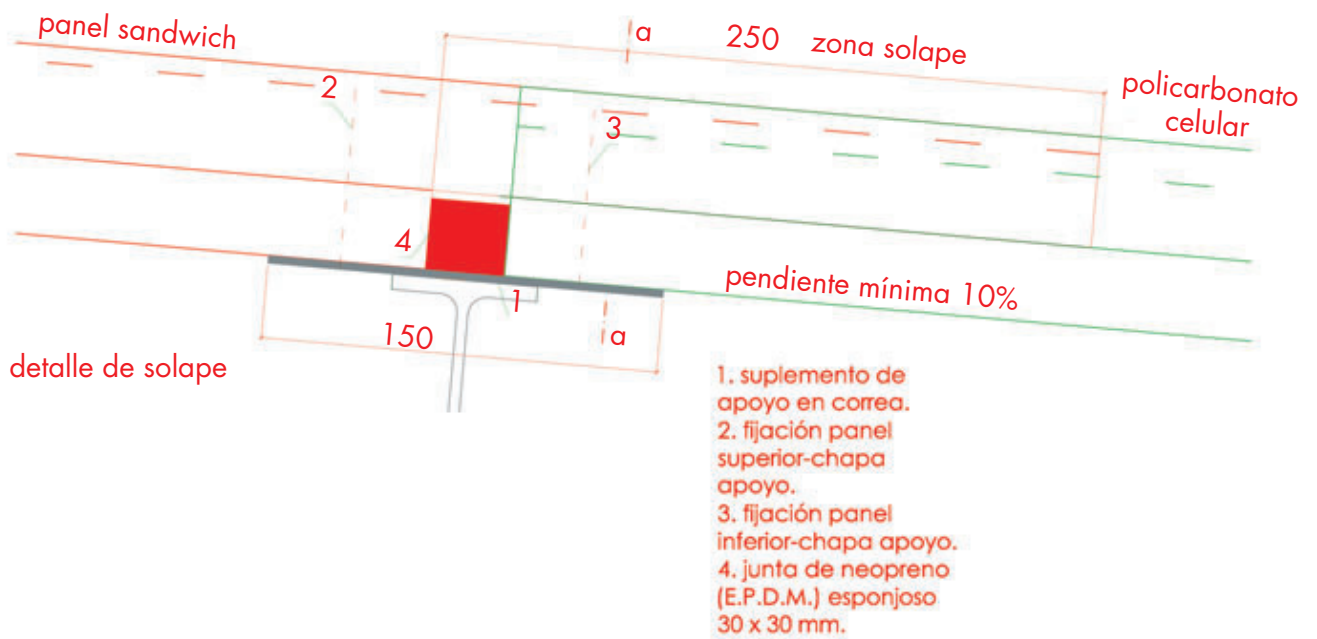 panel sandwich
a
250 zona solape
policarbonato
celular
2
3
4
1
pendiente mínima 10%
150
a
detalle de solape
1. suplemento de
apoyo en correa.
2. fijación panel
superior-chapa
apoyo.
3. fijación panel
inferior-chapa apoyo.
4. junta de neopreno
(E.P.D.M.) esponjoso
30 x 30 mm.